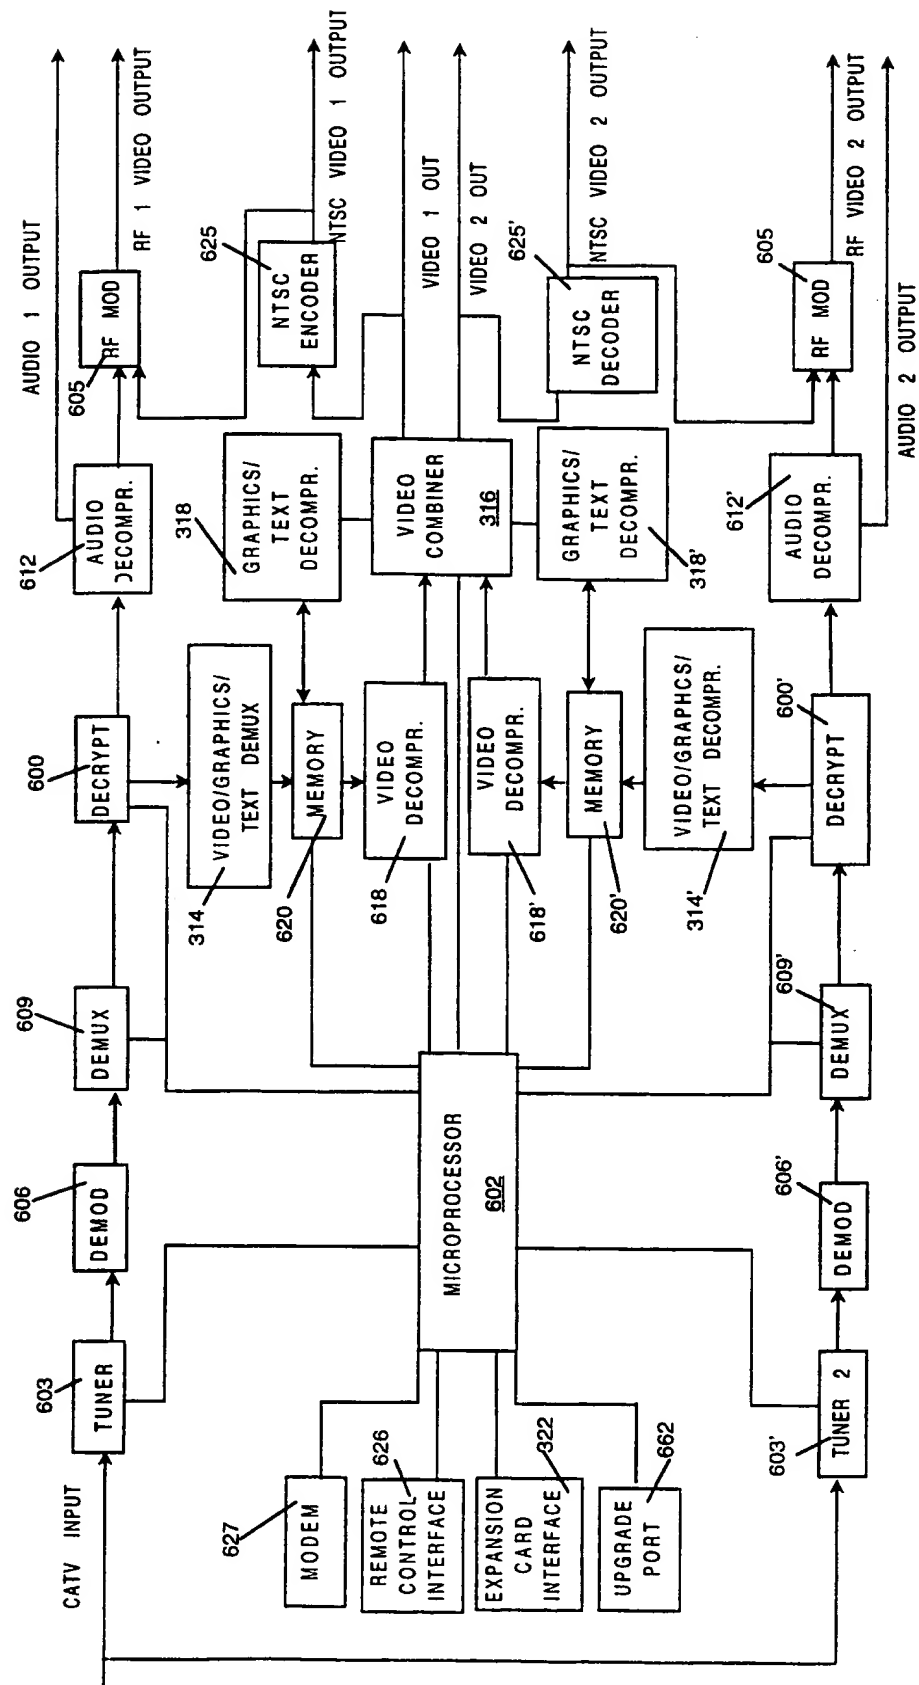 CATV INPUT
603
TUNER
606
DEMOD
609
DEMUX
600
DECRYPT
612
AUDIO
DECOMPR.
605
RF MOD
AUDIO 1 OUTPUT
RF 1 VIDEO OUTPUT
314
VIDEO/GRAPHICS/
TEXT DEMUX
318
GRAPHICS/
TEXT
DECOMPR.
625
NTSC
ENCODER
NTSC VIDEO 1 OUTPUT
620
MEMORY
618
VIDEO
DECOMPR.
VIDEO
COMBINER
316
VIDEO 1 OUT
VIDEO 2 OUT
627
MODEM
626
REMOTE
CONTROL
INTERFACE
322
EXPANSION
CARD
INTERFACE
662
UPGRADE
PORT
MICROPROCESSOR
602
618'
VIDEO
DECOMPR.
620'
MEMORY
GRAPHICS/
TEXT
DECOMPR.
318'
625'
NTSC
DECODER
NTSC VIDEO 2 OUTPUT
314'
VIDEO/GRAPHCS/
TEXT DECOMPR.
603'
TUNER 2
606'
DEMOD
609'
DEMUX
600'
DECRYPT
612'
AUDIO
DECOMPR.
605
RF MOD
RF VIDEO 2 OUTPUT
AUDIO 2 OUTPUT